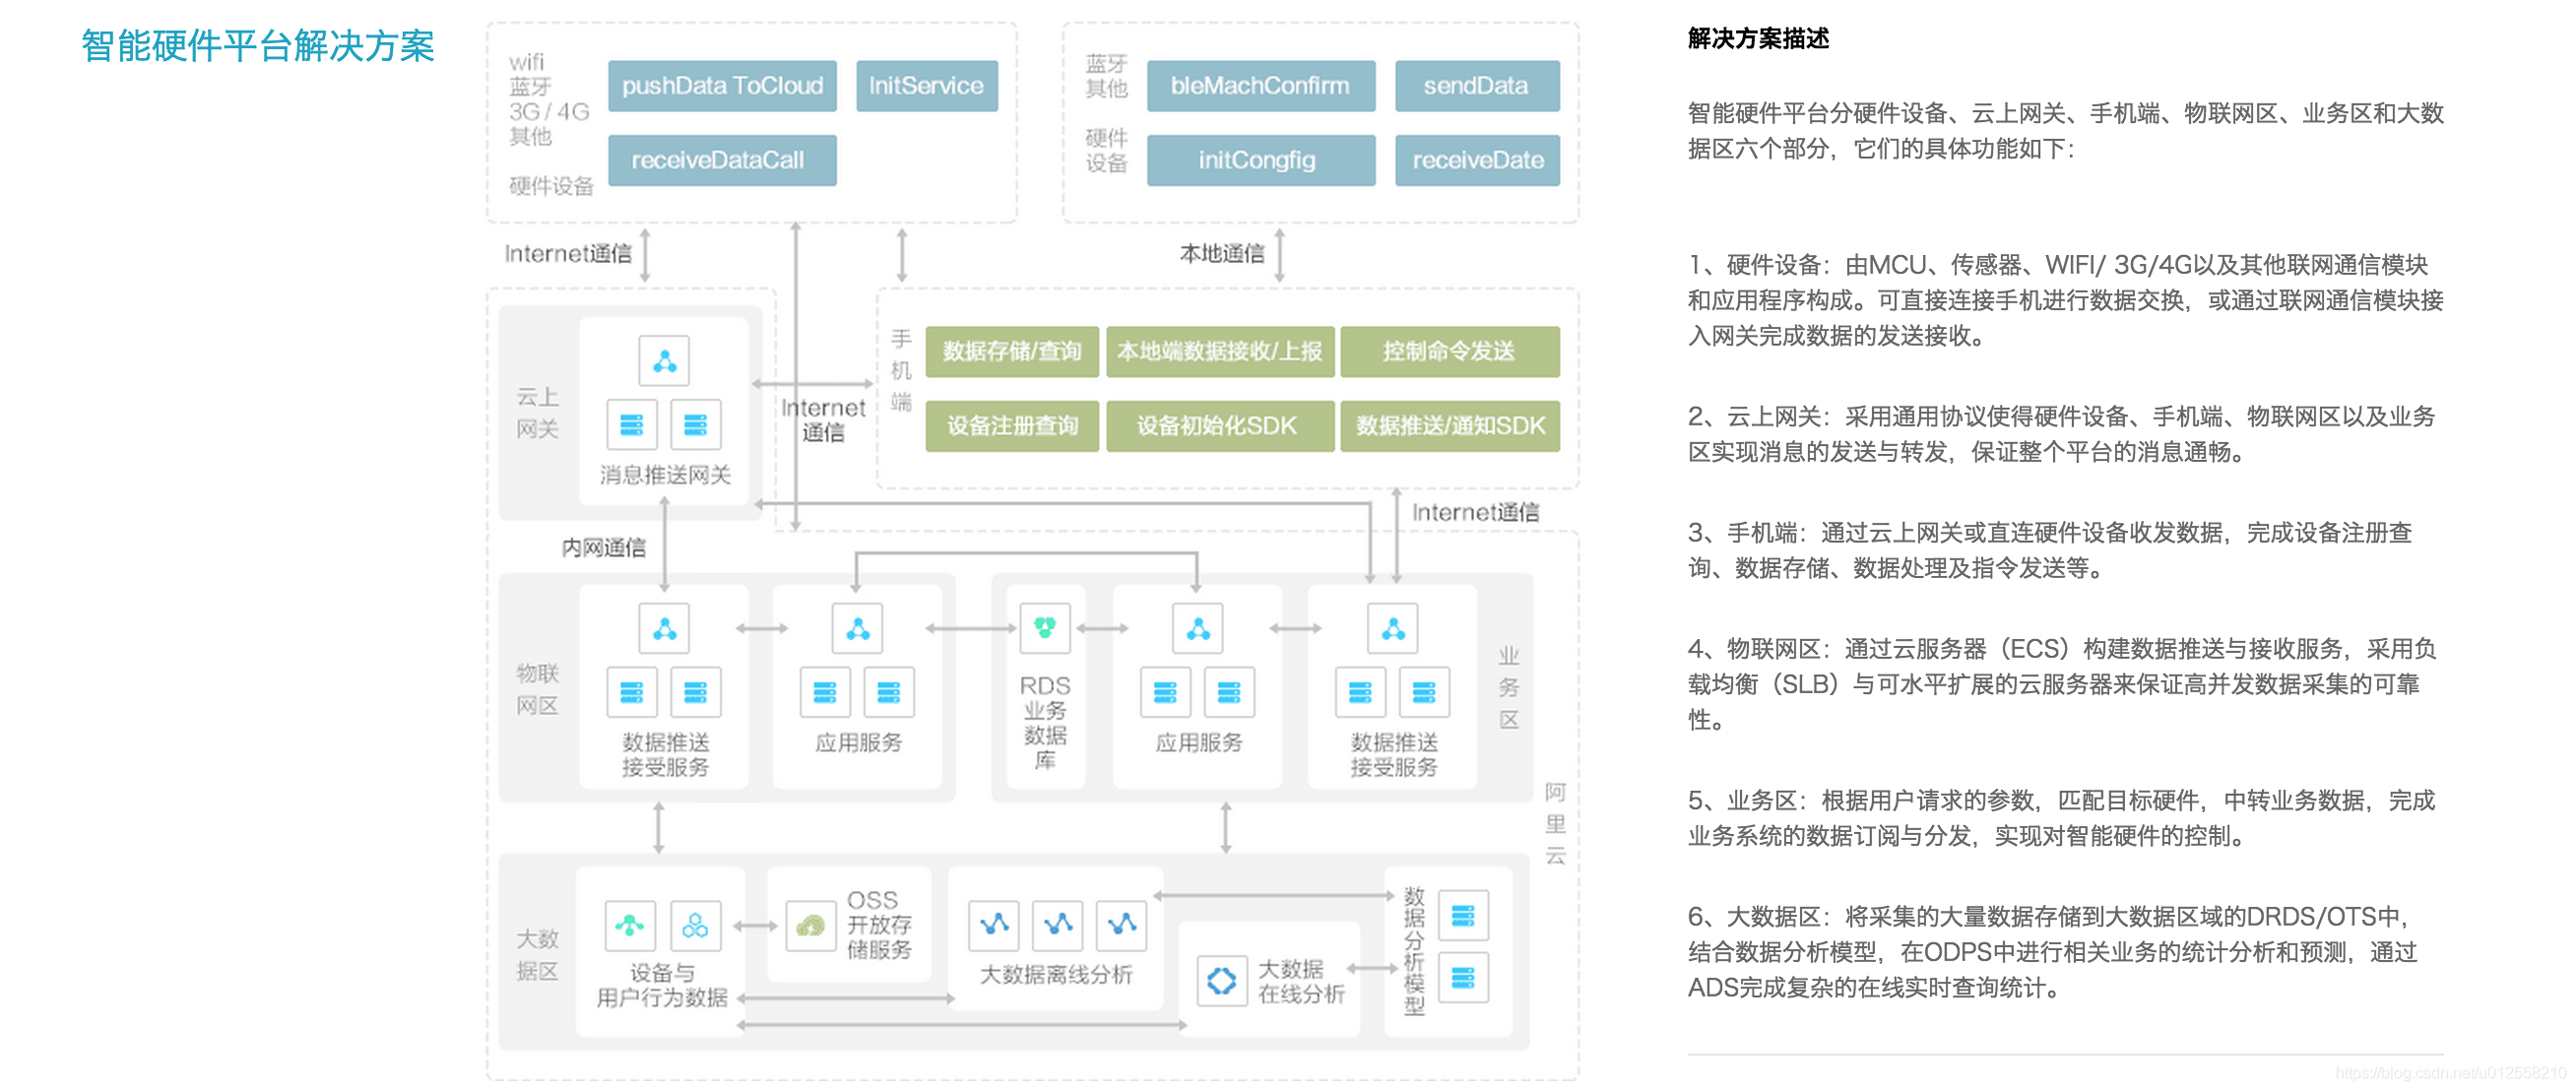 智能硬件平台解决方案
wifi
蓝牙
3G / 4G
其他
硬件设备
pushData ToCloud
InitService
receiveDataCall
蓝牙
其他
硬件
设备
bleMachConfirm
sendData
initCongfig
receiveDate
Internet通信
本地通信
云上
网关
消息推送网关
Internet
通信
手
机
端
数据存储/查询
本地端数据接收/上报
控制命令发送
设备注册查询
设备初始化SDK
数据推送/通知SDK
Internet通信
内网通信
物联
网区
数据推送
接受服务
应用服务
RDS
业务
数据
库
应用服务
数据推送
接受服务
业
务
区
阿
里
云
大数
据区
设备与
用户行为数据
OSS
开放存
储服务
大数据离线分析
大数据
在线分析
数
据
分
析
模
型
解决方案描述
智能硬件平台分硬件设备、云上网关、手机端、物联网区、业务区和大数
据区六个部分，它们的具体功能如下：
1、硬件设备：由MCU、传感器、WIFI/ 3G/4G以及其他联网通信模块
和应用程序构成。可直接连接手机进行数据交换，或通过联网通信模块接
入网关完成数据的发送接收。
2、云上网关：采用通用协议使得硬件设备、手机端、物联网区以及业务
区实现消息的发送与转发，保证整个平台的消息通畅。
3、手机端：通过云上网关或直连硬件设备收发数据，完成设备注册查
询、数据存储、数据处理及指令发送等。
4、物联网区：通过云服务器（ECS）构建数据推送与接收服务，采用负
载均衡（SLB）与可水平扩展的云服务器来保证高并发数据采集的可靠
性。
5、业务区：根据用户请求的参数，匹配目标硬件，中转业务数据，完成
业务系统的数据订阅与分发，实现对智能硬件的控制。
6、大数据区：将采集的大量数据存储到大数据区域的DRDS/OTS中，
结合数据分析模型，在ODPS中进行相关业务的统计分析和预测，通过
ADS完成复杂的在线实时查询统计。
https://blog.csdn.net/u012558210